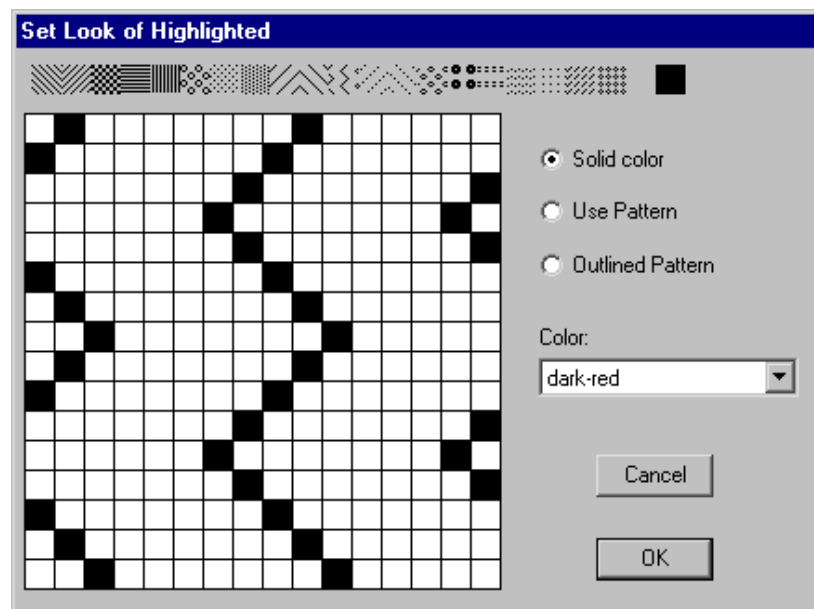 Set Look of Highlighted
Solid color
Use Pattern
Outlined Pattern
Color:
dark-red
Cancel
OK